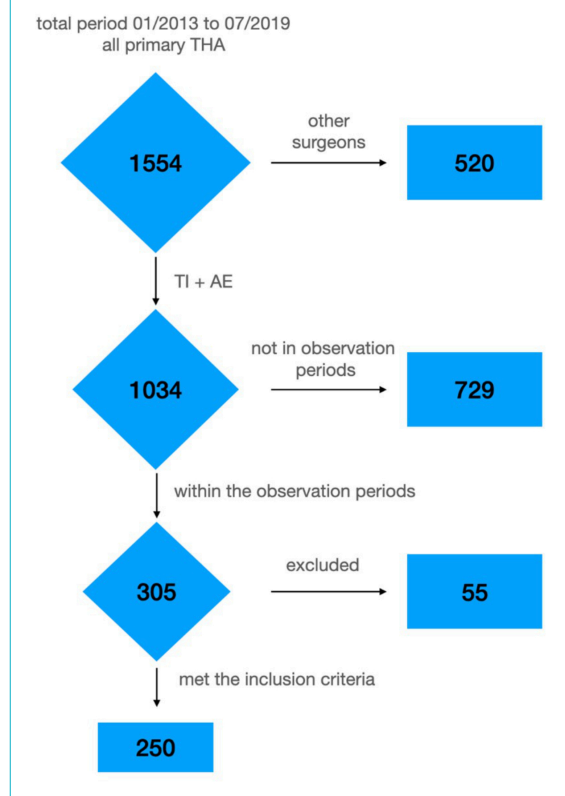 total period 01/2013 to 07/2019
all primary THA
1554
other
surgeons
520
TI + AE
1034
not in observation
periods
729
within the observation periods
305
excluded
55
met the inclusion criteria
250